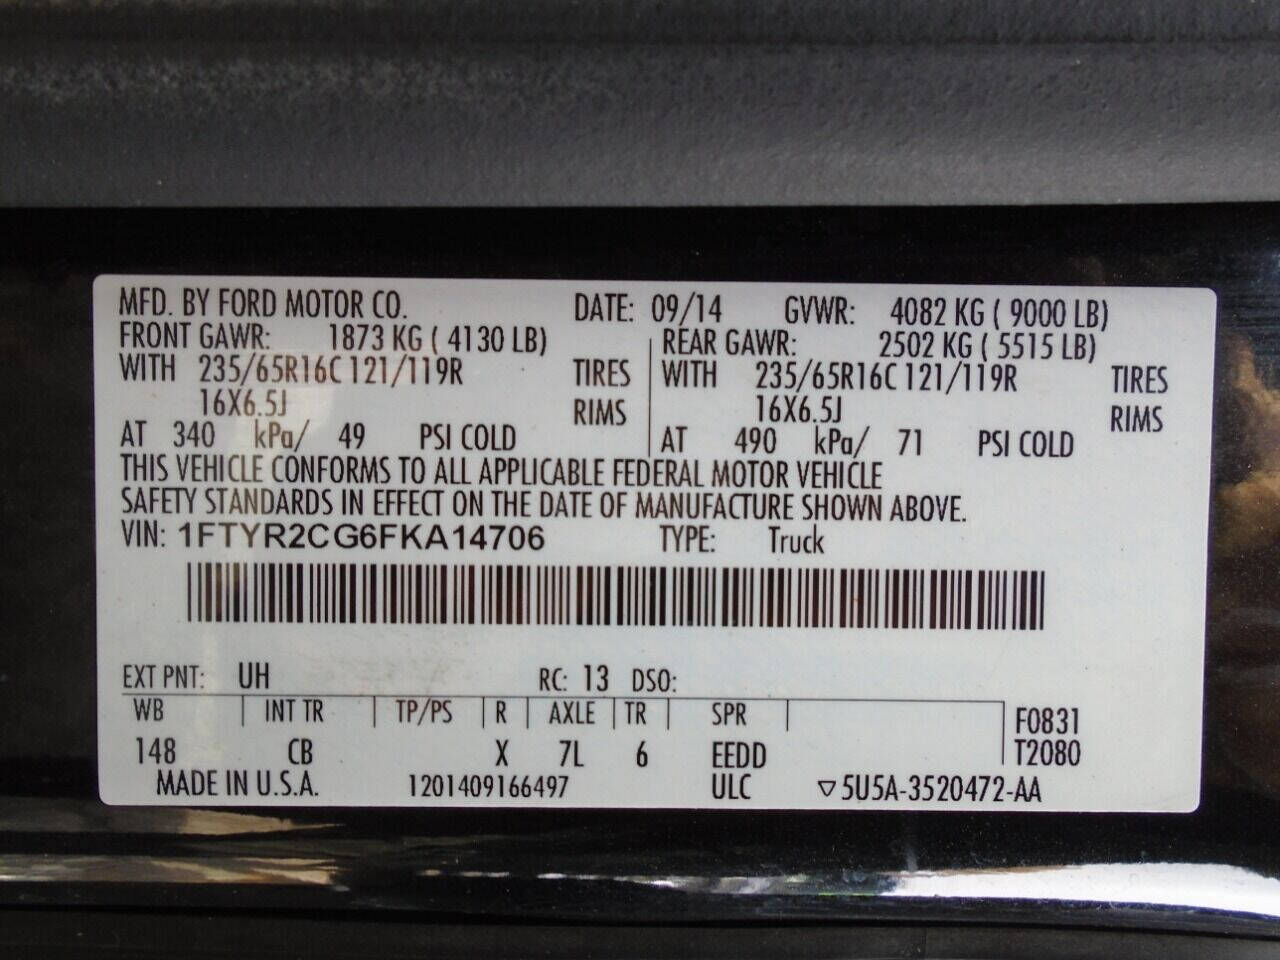 MFD. BY FORD MOTOR CO. DATE: 09/14 GVWR: 4082 KG ( 9000 LB)
FRONT GAWR: 1873 KG ( 4130 LB) REAR GAWR: 2502 KG ( 5515 LB)
WITH 235/65R16C 121/119R TIRES WITH 235/65R16C 121/119R TIRES
16X6.5J RIMS 16X6.5J RIMS
AT 340 kPa/ 49 PSI COLD AT 490 kPa/ 71 PSI COLD
THIS VEHICLE CONFORMS TO ALL APPLICABLE FEDERAL MOTOR VEHICLE
SAFETY STANDARDS IN EFFECT ON THE DATE OF MANUFACTURE SHOWN ABOVE.
VIN: 1FTYR2CG6FKA14706 TYPE: Truck
EXT PNT: UH RC: 13 DSO:
WB INT TR TP/PS R AXLE TR SPR F0831
148 CB X 7L 6 EEDD T2080
MADE IN U.S.A. 1201409166497 ULC ▽5U5A-3520472-AA